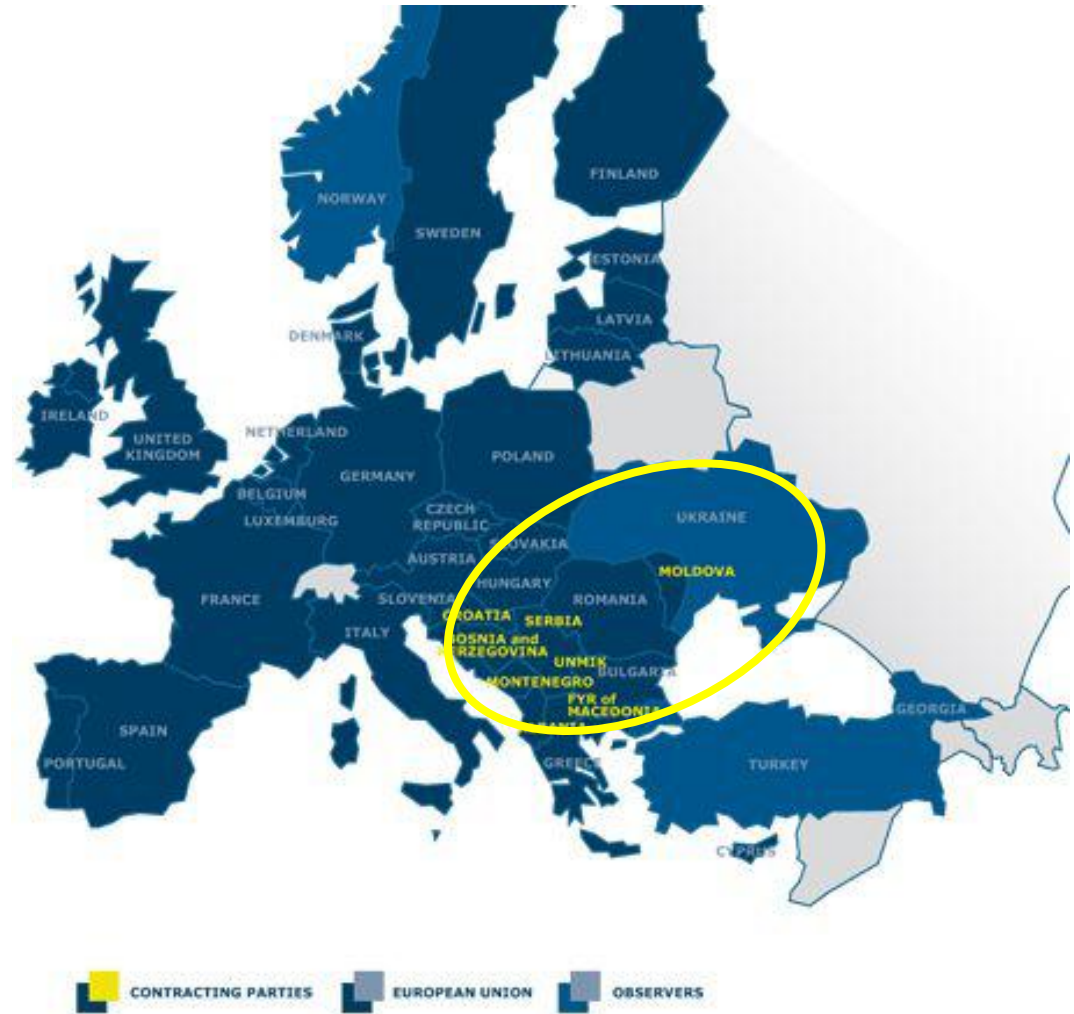 FINLAND
NORWAY
SWEDEN
ESTONIA
LATVIA
DENMARK
LITHUANIA
IRELAND
NETHERLAND
UNITED
KINGDOM
POLAND
GERMANY
BELGIUM
CZECH
REPUBLIC
UKRAINE
LUXEMBURG
SLOVAKIA
AUSTRIA
MOLDOVA
HUNGARY
FRANCE
SLOVENIA
ROMANIA
CROATIA
SERBIA
ITALY
BOSNIA and
HERZEGOVINA
UNMIK
BULGARIA
MONTENEGRO
FYR of
MACEDONIA
GEORGIA
SPAIN
PORTUGAL
GREECE
TURKEY
CYPRUS
CONTRACTING PARTIES
EUROPEAN UNION
OBSERVERS